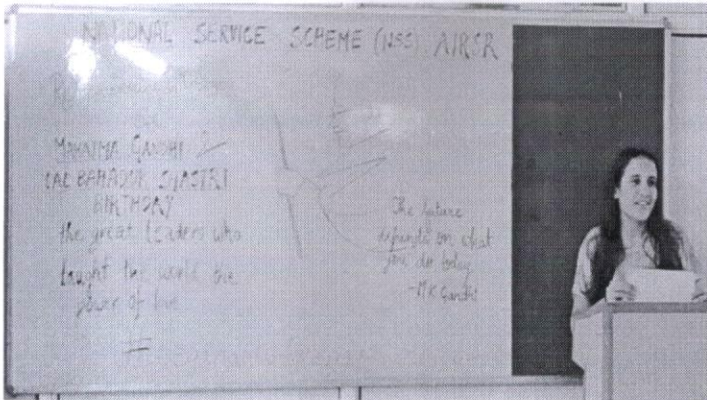 NATIONAL SERVICE SCHEME (NSS) AIRSR
MAHATMA GANDHI
LAL BAHADUR SHASTRI
BIRTHDAY
the great leaders who
taught the world the
power of love
The future
depends on what
you do today
-M K Gandhi